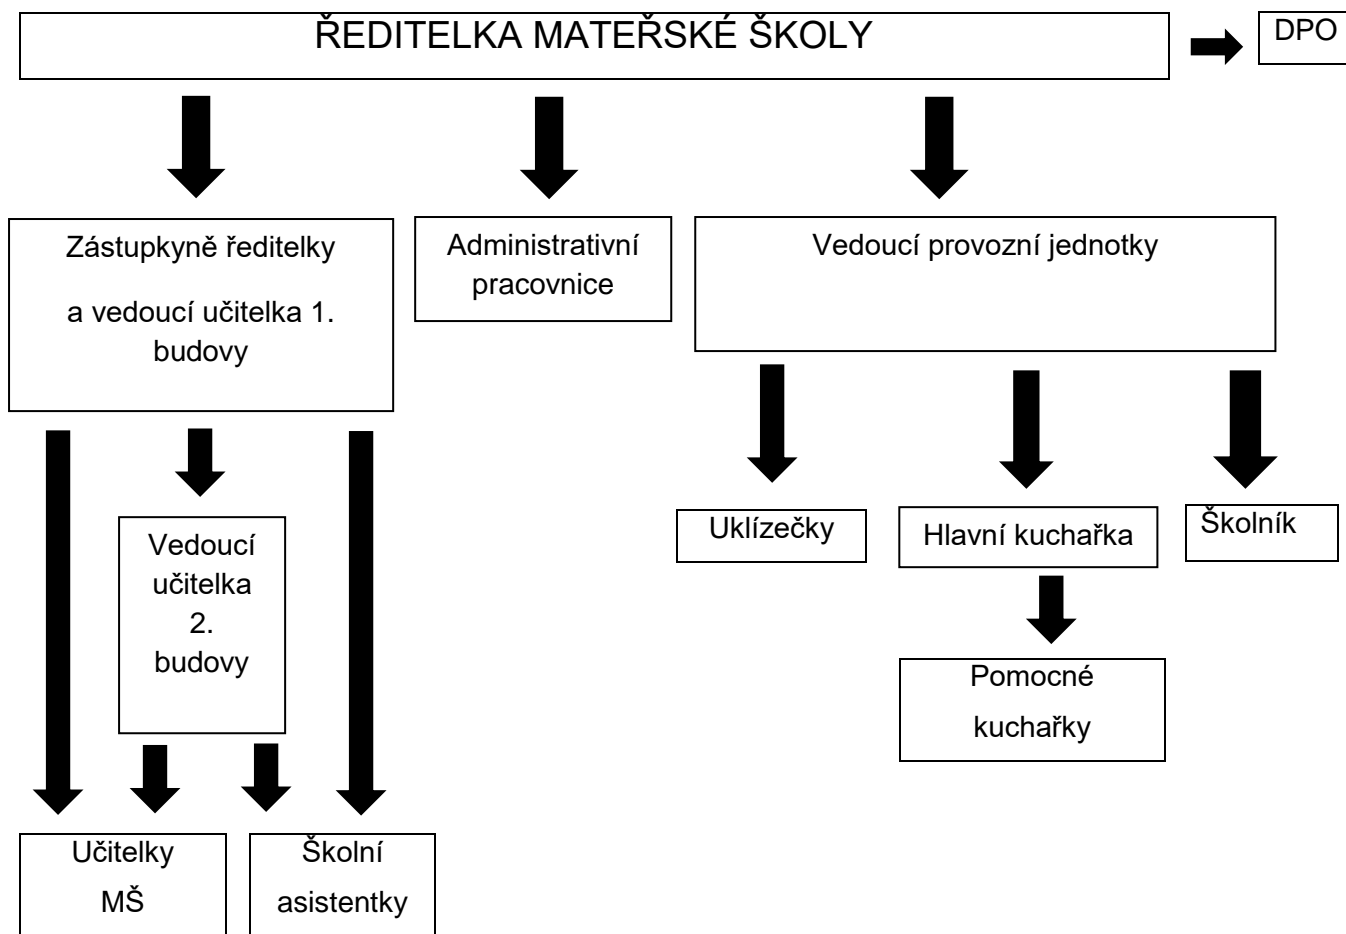 ŘEDITELKA MATEŘSKÉ ŠKOLY
DPO
Zástupkyně ředitelky
a vedoucí učitelka 1.
budovy
Administrativní
pracovnice
Vedoucí provozní jednotky
Vedoucí
učitelka
2.
budovy
Uklízečky
Hlavní kuchařka
Školník
Pomocné
kuchařky
Učitelky
MŠ
Školní
asistentky